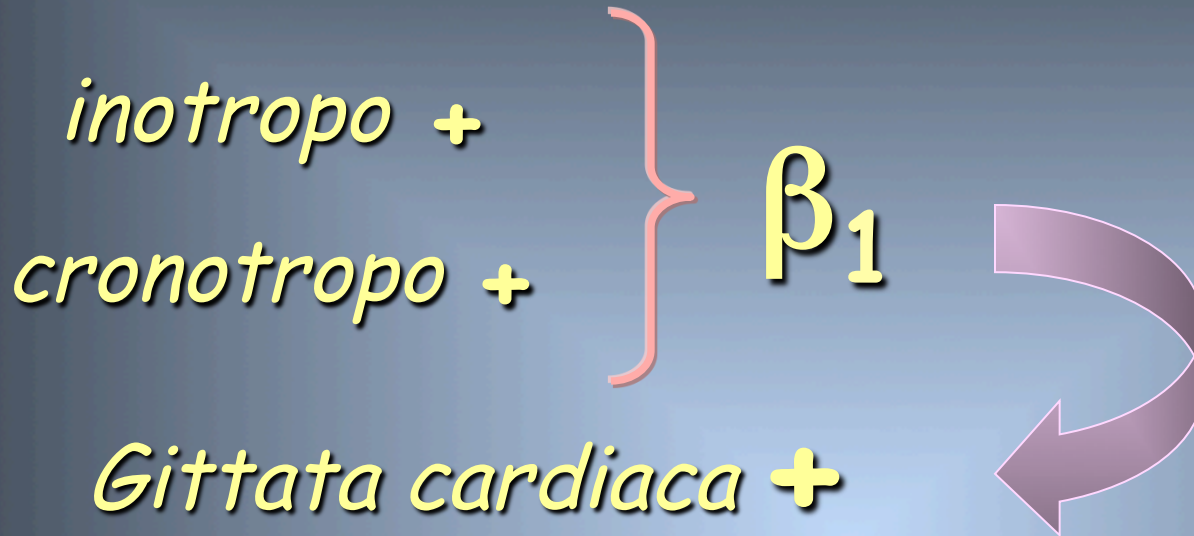 inotropo +
cronotropo +
β1
Gittata cardiaca +